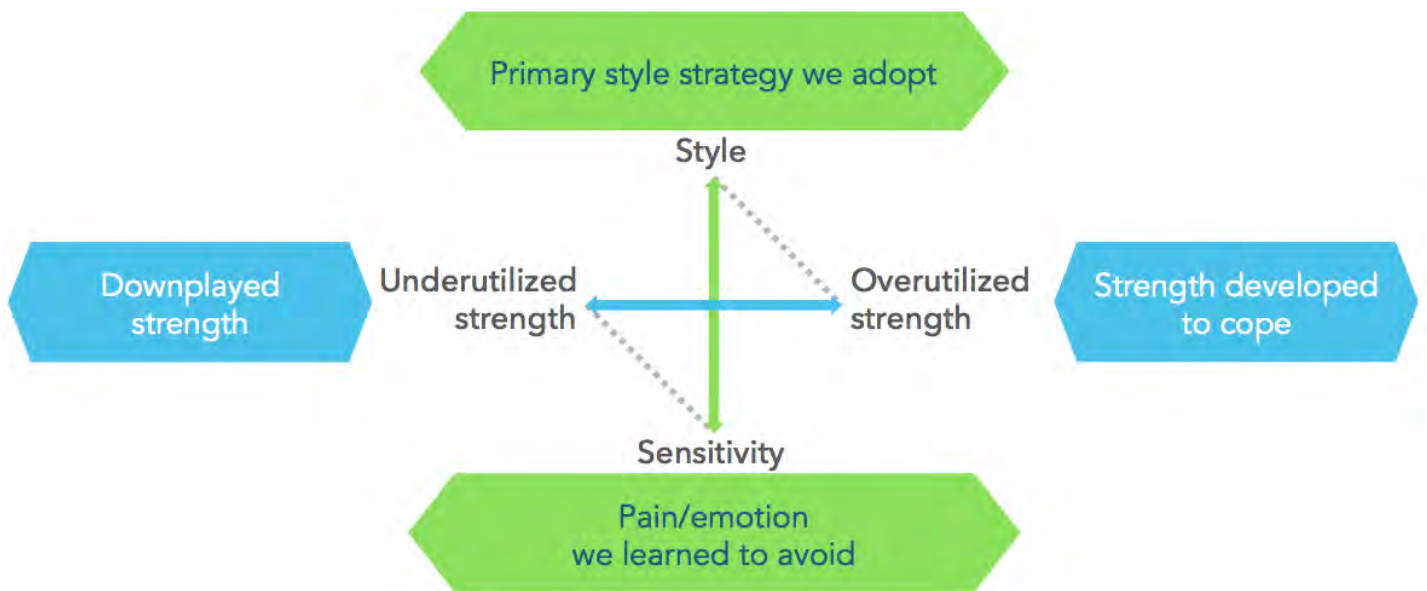 Primary style strategy we adopt
Style
Downplayed
strength
Underutilized
strength
Overutilized
strength
Strength developed
to cope
Sensitivity
Pain/emotion
we learned to avoid